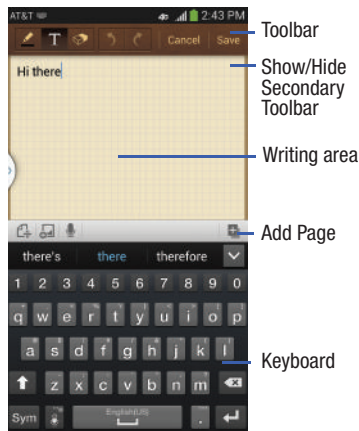 AT&T 4G 2:43 PM
T Cancel Save
Toolbar
Hi there
Show/Hide
Secondary
Toolbar
Writing area
Add Page
there's there therefore
1 2 3 4 5 6 7 8 9 0
q w e r t y u i o p
a s d f g h j k l
Keyboard
z x c v b n m
Sym English(US) .